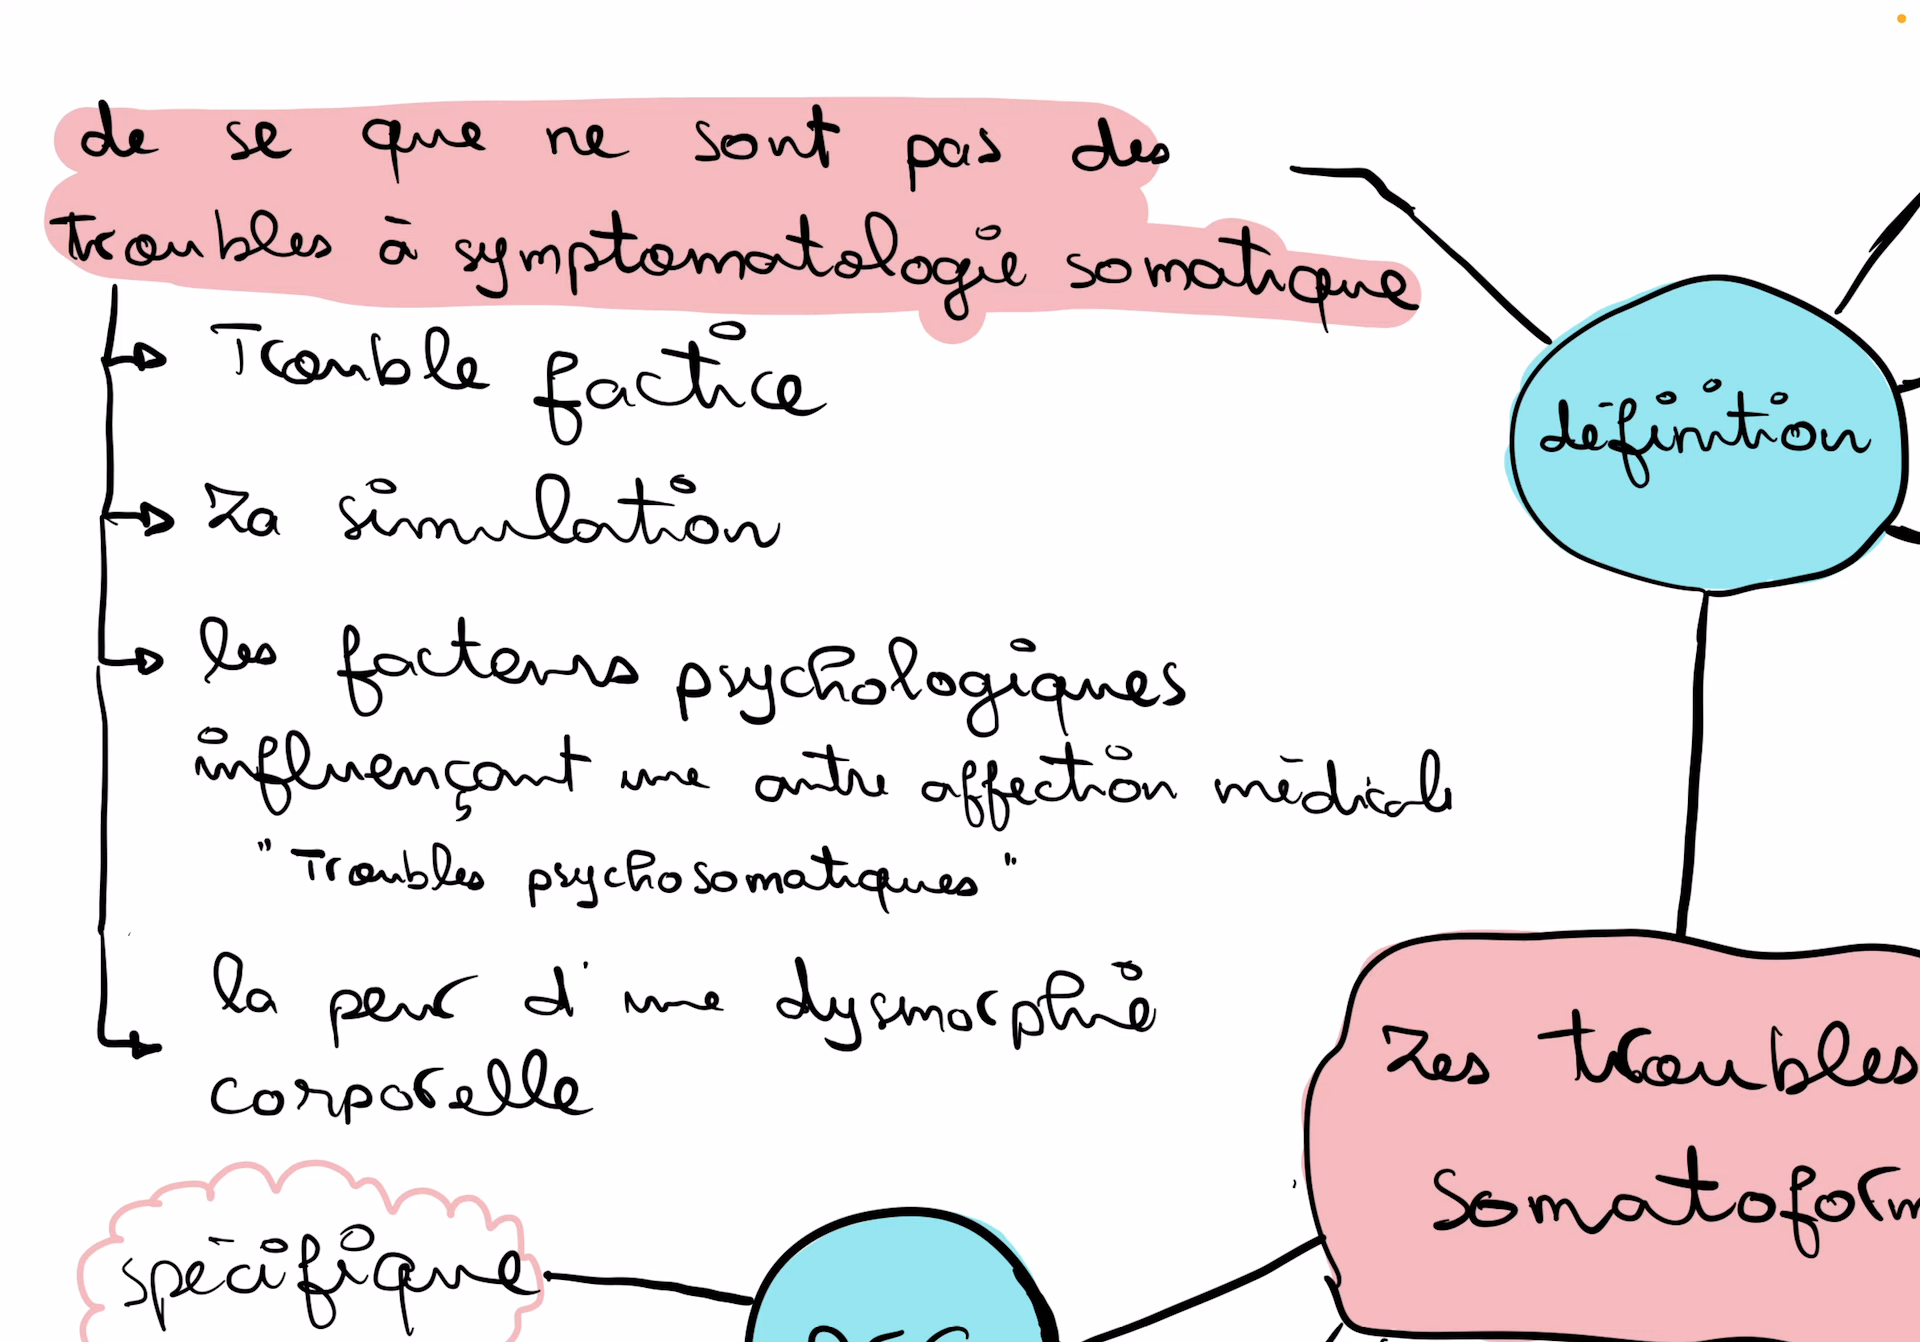 de se que ne sont pas des
troubles à symptomatologie somatique
Trouble factice
La simulation
les facteurs psychologiques
influençant une autre affection médicale
"Troubles psychosomatiques"
la peur d'une dysmorphie
corporelle
définition
Les troubles
somatoform
spécifique